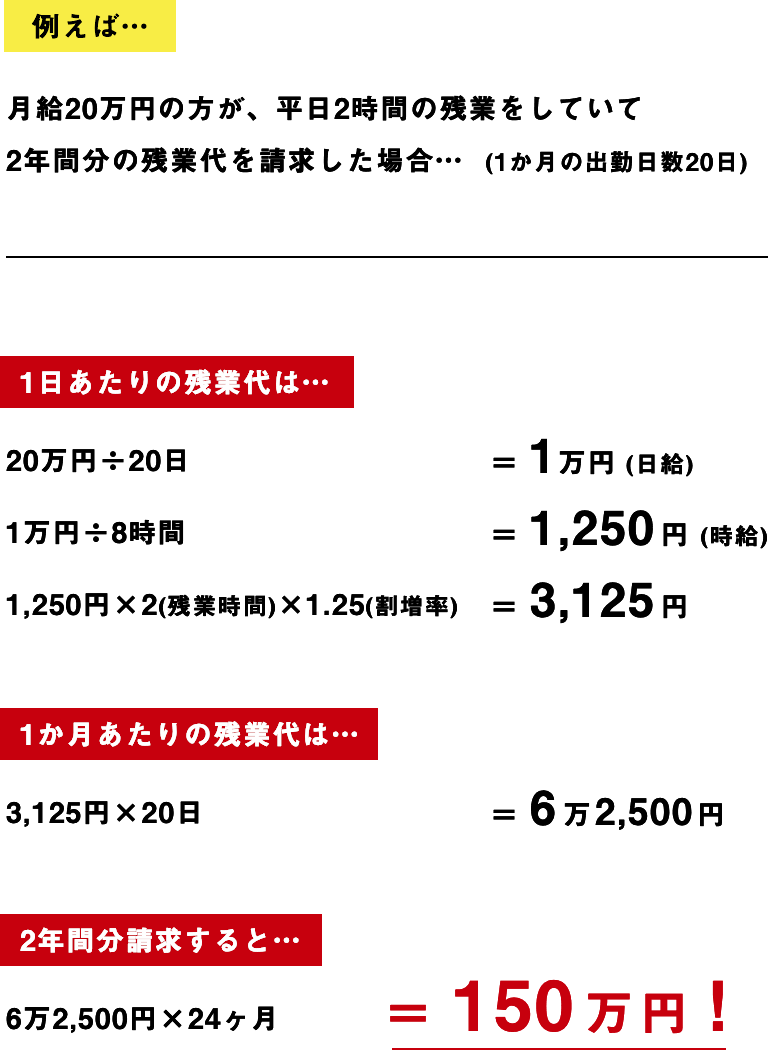 例えば…
月給20万円の方が、平日2時間の残業をしていて
2年間分の残業代を請求した場合… (1か月の出勤日数20日)
1日あたりの残業代は…
20万円÷20日 = 1万円 (日給)
1万円÷8時間 = 1,250円 (時給)
1,250円×2(残業時間)×1.25(割増率) = 3,125円
1か月あたりの残業代は…
3,125円×20日 = 6万2,500円
2年間分請求すると…
6万2,500円×24ヶ月 = 150万円！